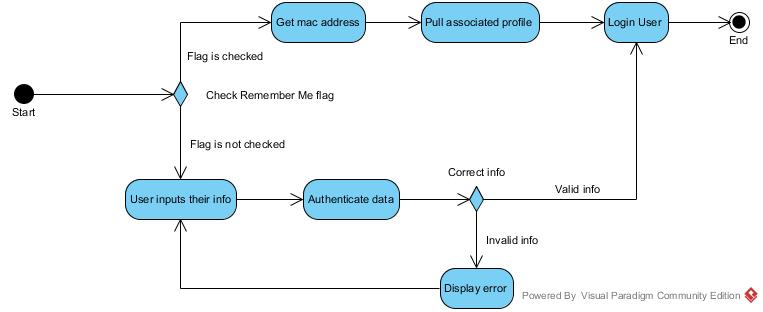 Get mac address
Pull associated profile
Login User
End
Flag is checked
Start
Check Remember Me flag
Flag is not checked
Correct info
User inputs their info
Authenticate data
Valid info
Invalid info
Display error
Powered By Visual Paradigm Community Edition